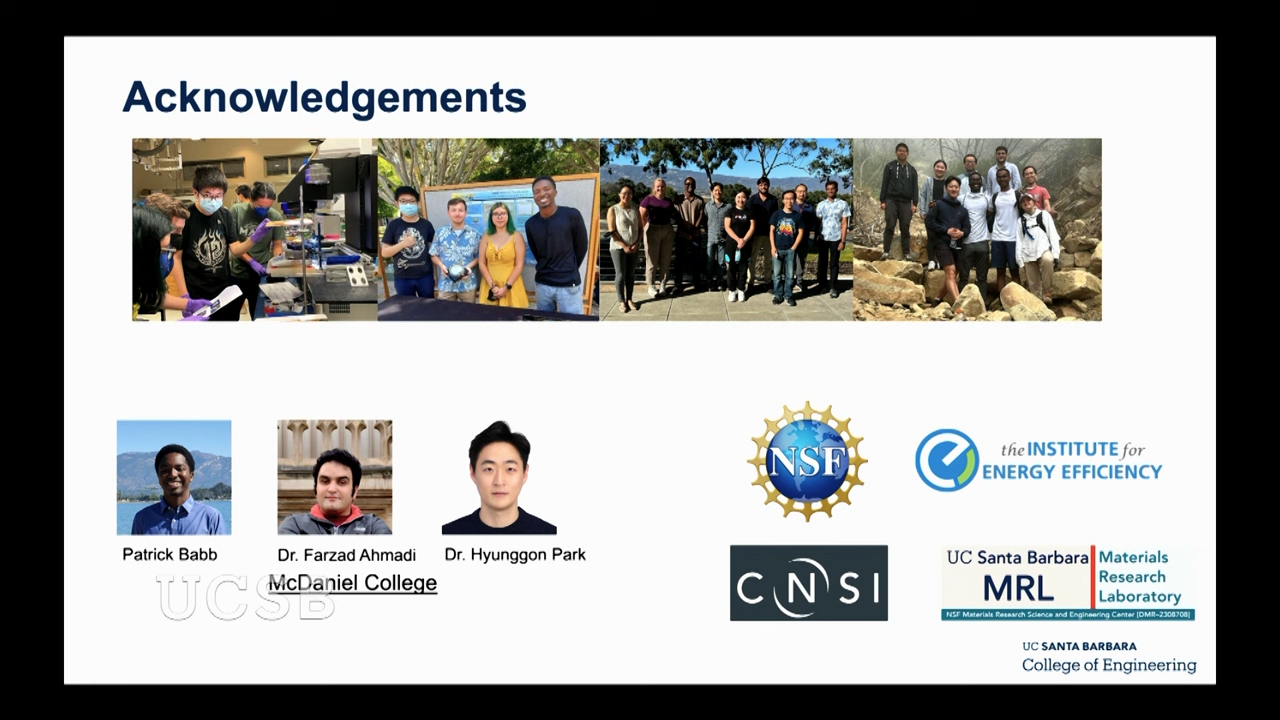 Acknowledgements
Patrick Babb
Dr. Farzad Ahmadi
Dr. Hyunggon Park
McDaniel College
UCSB
NSF
the INSTITUTE for
ENERGY EFFICIENCY
CNSI
UC Santa Barbara
MRL
Materials
Research
Laboratory
NSF Materials Research Science and Engineering Center [DMR–2308708]
UC SANTA BARBARA
College of Engineering